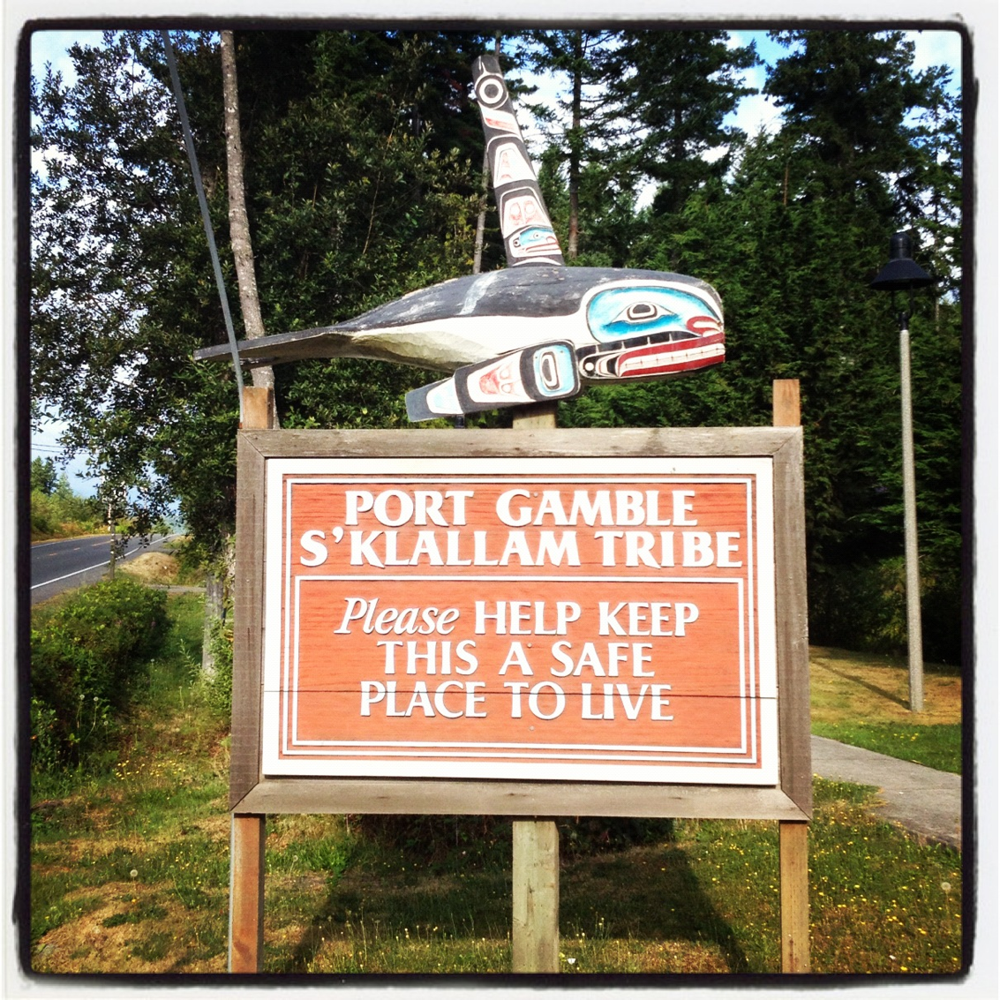 PORT GAMBLE
S'KLALLAM TRIBE
Please HELP KEEP
THIS A SAFE
PLACE TO LIVE